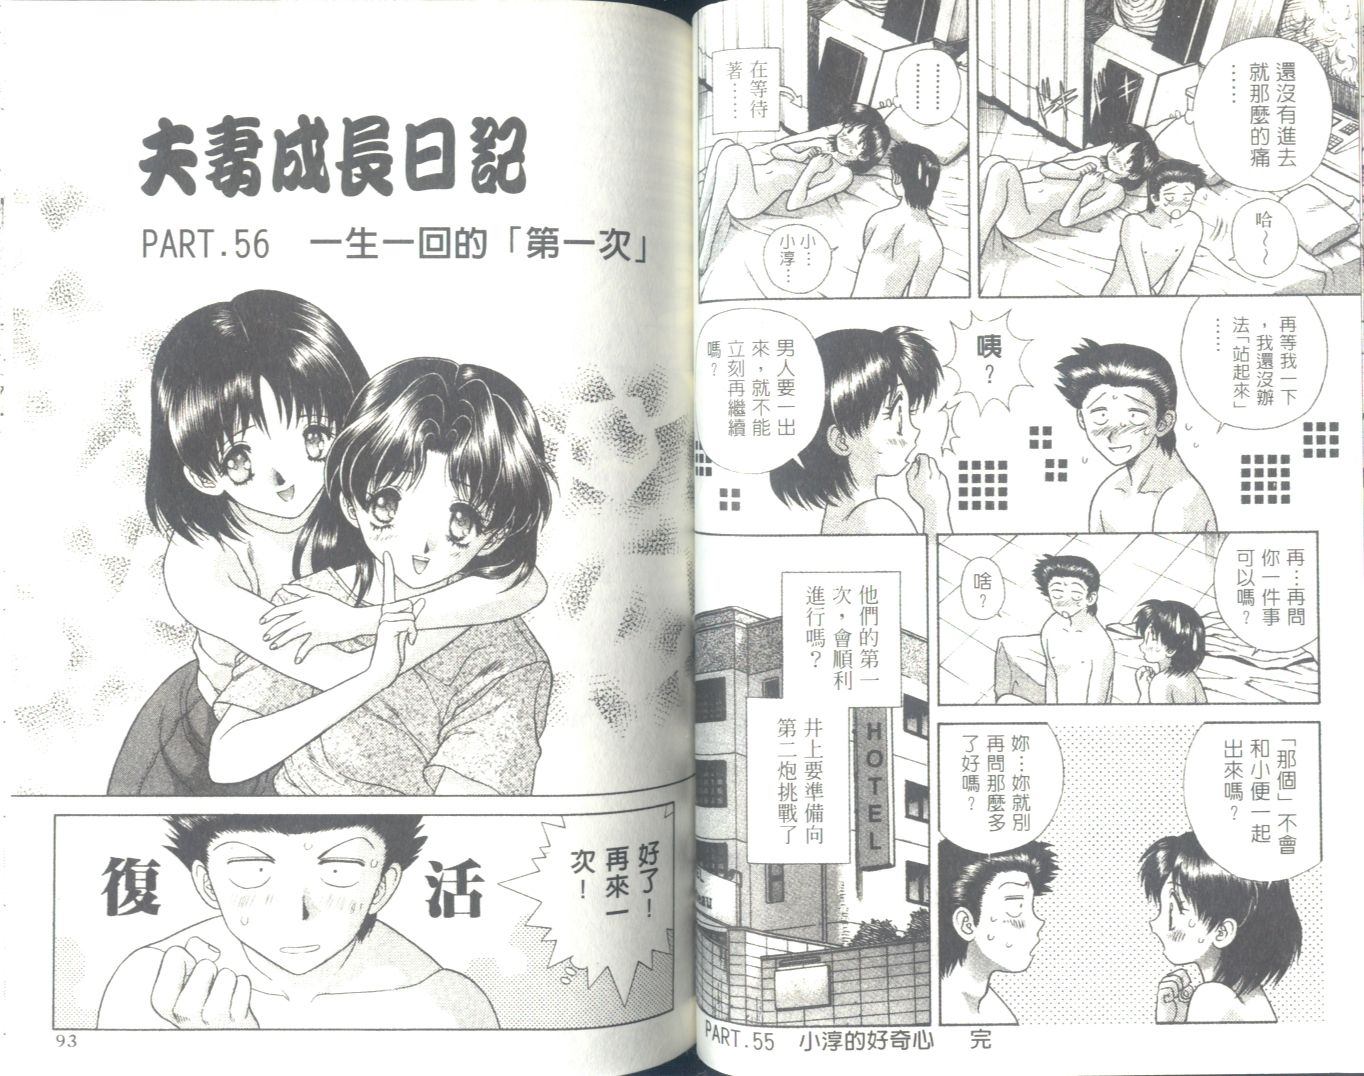 還沒有進去
就那麼的痛
……
哈～～
………
在等待
著……
小…
小淳…
再等我一下
，我還沒辦
法「站起來」
……
咦
？
男人要一出
來，就不能
立刻再繼續
嗎？
再…再問
你一件事
可以嗎？
啥
？
「那個」不會
和小便一起
出來嗎？
妳…妳就別
再問那麼多
了好嗎？
他們的第一
次，會順利
進行嗎？
井上要準備向
第二炮挑戰了
HOTEL
PART.55 小淳的好奇心 完
夫妻成長日記
PART.56 一生一回的「第一次」
好了！
再來一
次！
復活
93